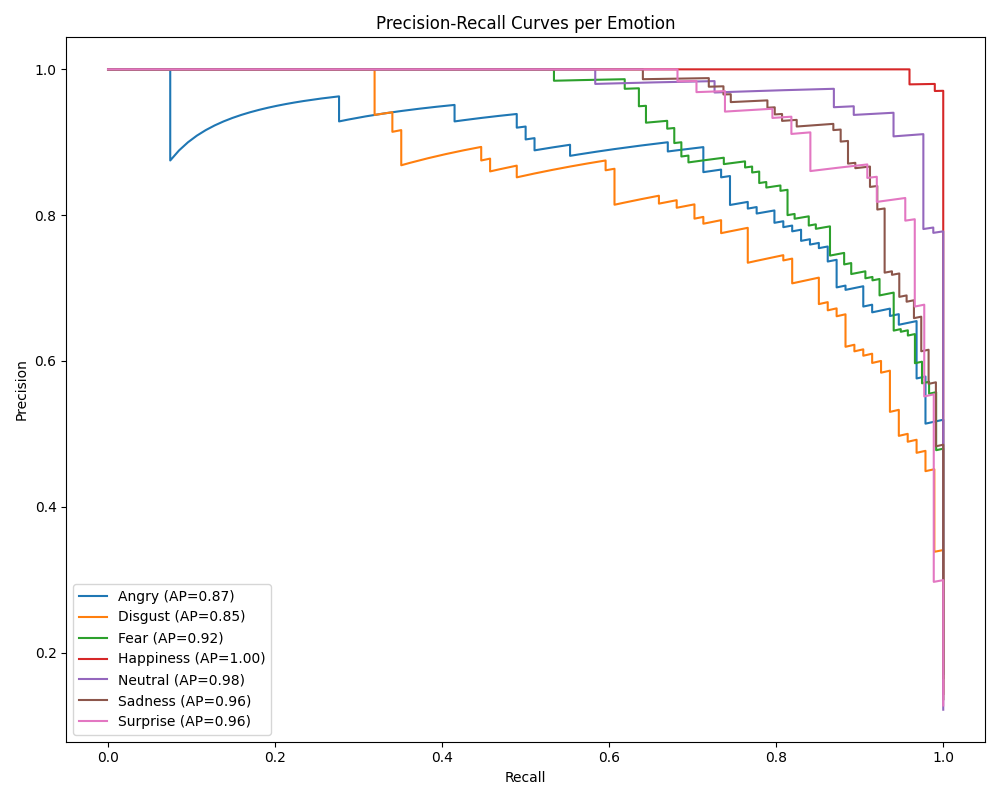 Precision-Recall Curves per Emotion
Precision
1.0
0.8
0.6
0.4
0.2
Angry (AP=0.87)
Disgust (AP=0.85)
Fear (AP=0.92)
Happiness (AP=1.00)
Neutral (AP=0.98)
Sadness (AP=0.96)
Surprise (AP=0.96)
0.0 0.2 0.4 0.6 0.8 1.0
Recall